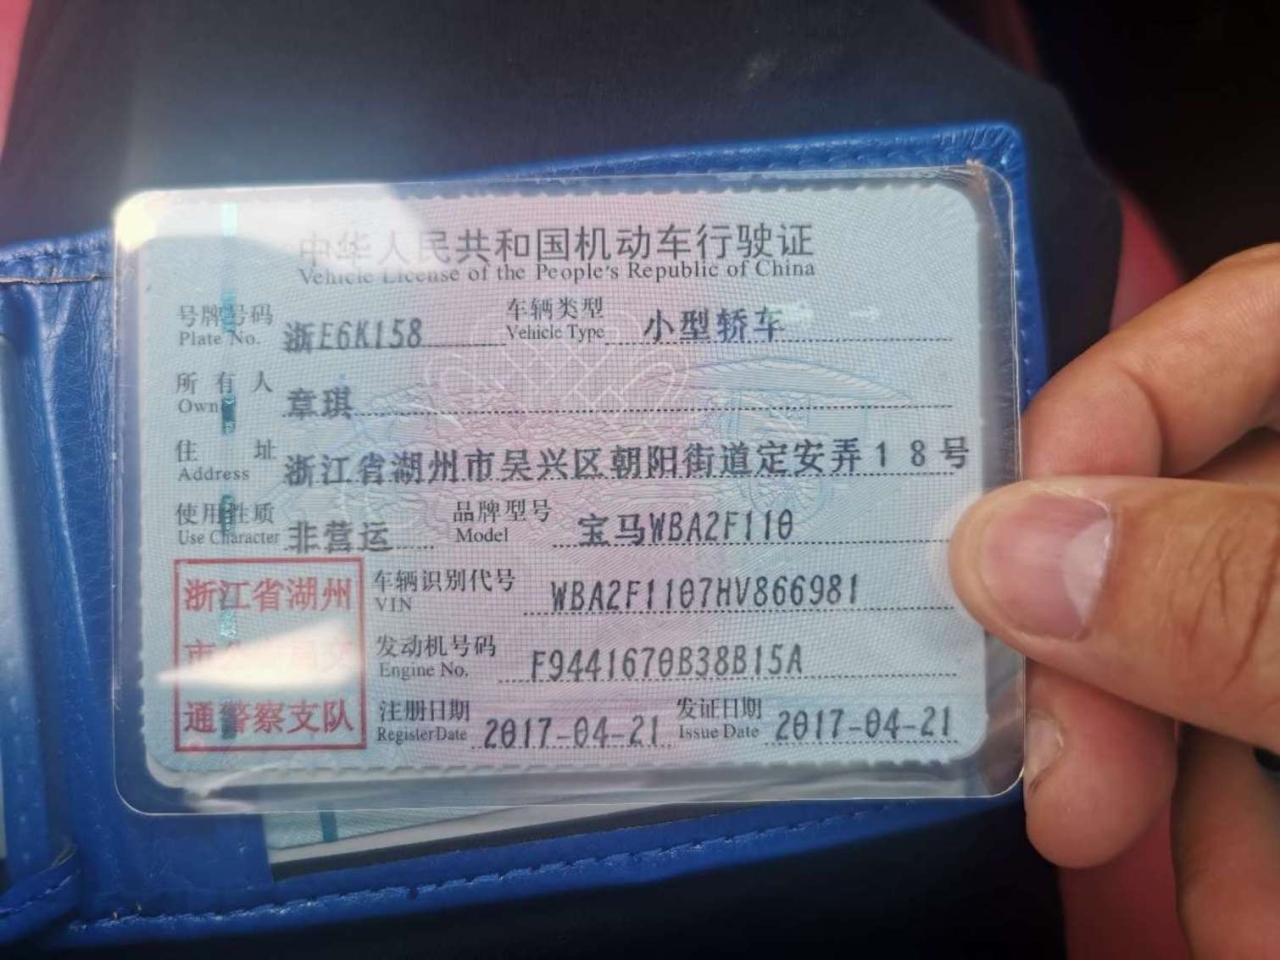 中华人民共和国机动车行驶证
Vehicle License of the People's Republic of China
号牌号码 浙E6K158 车辆类型 小型轿车
Plate No. Vehicle Type
所有人 章琪
Own
住址 浙江省湖州市吴兴区朝阳街道定安弄18号
Address
使用性质 非营运 品牌型号 宝马WBA2F110
Use Character Model
车辆识别代号 WBA2F1107HV866981
VIN
发动机号码 F9441670B38B15A
Engine No.
注册日期 2017-04-21 发证日期 2017-04-21
Register Date Issue Date
浙江省湖州
通警察支队